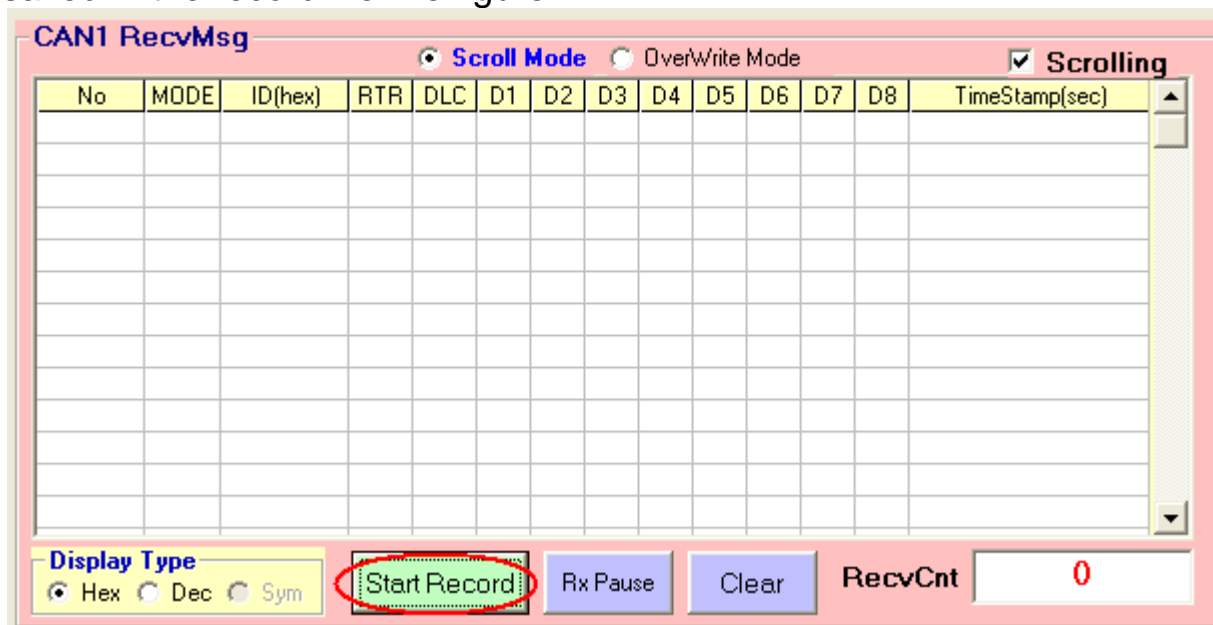 CAN1 RecvMsg
Scroll Mode OverWrite Mode Scrolling
No MODE ID(hex) RTR DLC D1 D2 D3 D4 D5 D6 D7 D8 TimeStamp(sec)
Display Type
Hex Dec Sym Start Record Rx Pause Clear RecvCnt 0